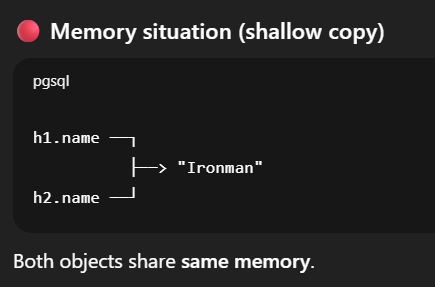 🔴 Memory situation (shallow copy)
pgsql
h1.name ──┐
├──> "Ironman"
h2.name ──┘
Both objects share same memory.